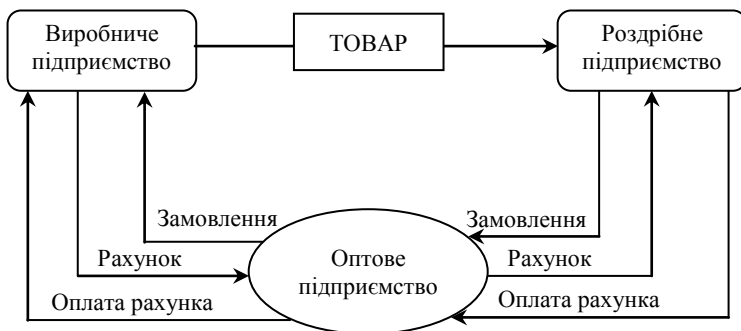 Виробниче
підприємство
ТОВАР
Роздрібне
підприємство
Замовлення
Замовлення
Рахунок
Оптове
підприємство
Рахунок
Оплата рахунка
Оплата рахунка